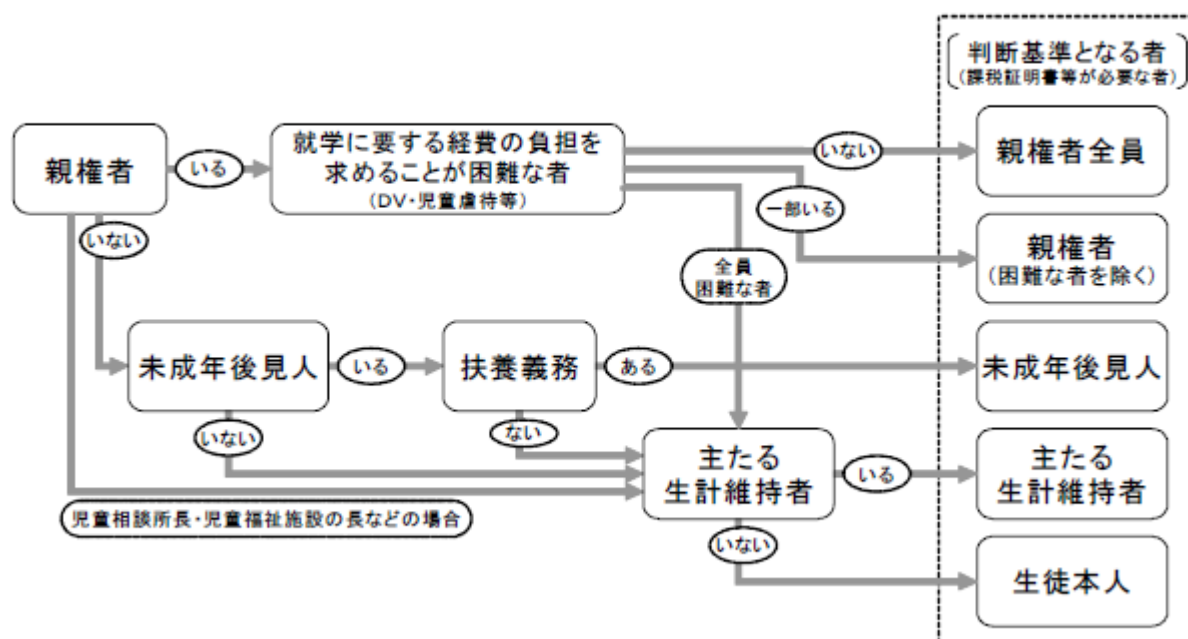 判断基準となる者
（課税証明書等が必要な者）
親権者
いる
就学に要する経費の負担を
求めることが困難な者
（DV・児童虐待等）
いない
親権者全員
一部いる
親権者
（困難な者を除く）
いない
全員
困難な者
未成年後見人
いる
扶養義務
ある
未成年後見人
いない
ない
主たる
生計維持者
いる
主たる
生計維持者
児童相談所長・児童福祉施設の長などの場合
いない
生徒本人